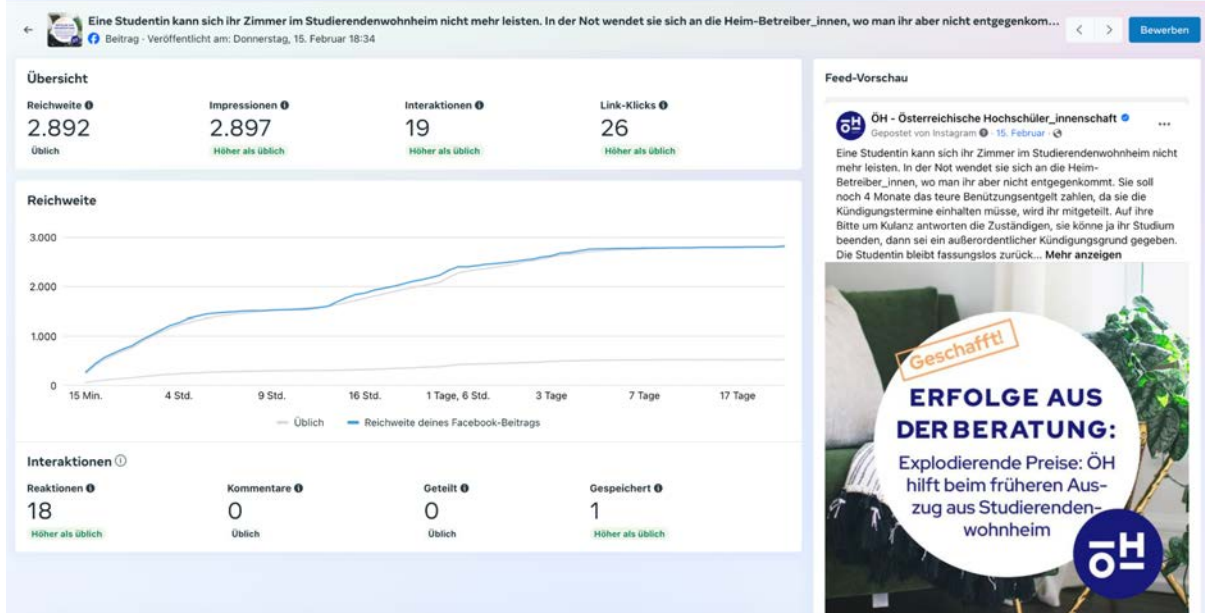 Eine Studentin kann sich ihr Zimmer im Studierendenwohnheim nicht mehr leisten. In der Not wendet sie sich an die Heim-Betreiber_innen, wo man ihr aber nicht entgegenkom...
Beitrag · Veröffentlicht am: Donnerstag, 15. Februar 18:34
Bewerben
Übersicht
Reichweite
Impressionen
Interaktionen
Link-Klicks
2.892
2.897
19
26
Üblich
Höher als üblich
Höher als üblich
Höher als üblich
Reichweite
3.000
2.000
1.000
0
15 Min.
4 Std.
9 Std.
16 Std.
1 Tage, 6 Std.
3 Tage
7 Tage
17 Tage
Üblich
Reichweite deines Facebook-Beitrags
Interaktionen
Reaktionen
Kommentare
Geteilt
Gespeichert
18
0
0
1
Höher als üblich
Üblich
Üblich
Höher als üblich
Feed-Vorschau
ÖH - Österreichische Hochschüler_innenschaft
Gepostet von Instagram · 15. Februar ·
Eine Studentin kann sich ihr Zimmer im Studierendenwohnheim nicht
mehr leisten. In der Not wendet sie sich an die Heim-
Betreiber_innen, wo man ihr aber nicht entgegenkommt. Sie soll
noch 4 Monate das teure Benützungsentgelt zahlen, da sie die
Kündigungstermine einhalten müsse, wird ihr mitgeteilt. Auf ihre
Bitte um Kulanz antworten die Zuständigen, sie könne ja ihr Studium
beenden, dann sei ein außerordentlicher Kündigungsgrund gegeben.
Die Studentin bleibt fassungslos zurück... Mehr anzeigen
Geschafft!
ERFOLGE AUS
DER BERATUNG:
Explodierende Preise: ÖH
hilft beim früheren Aus-
zug aus Studierenden-
wohnheim
ÖH